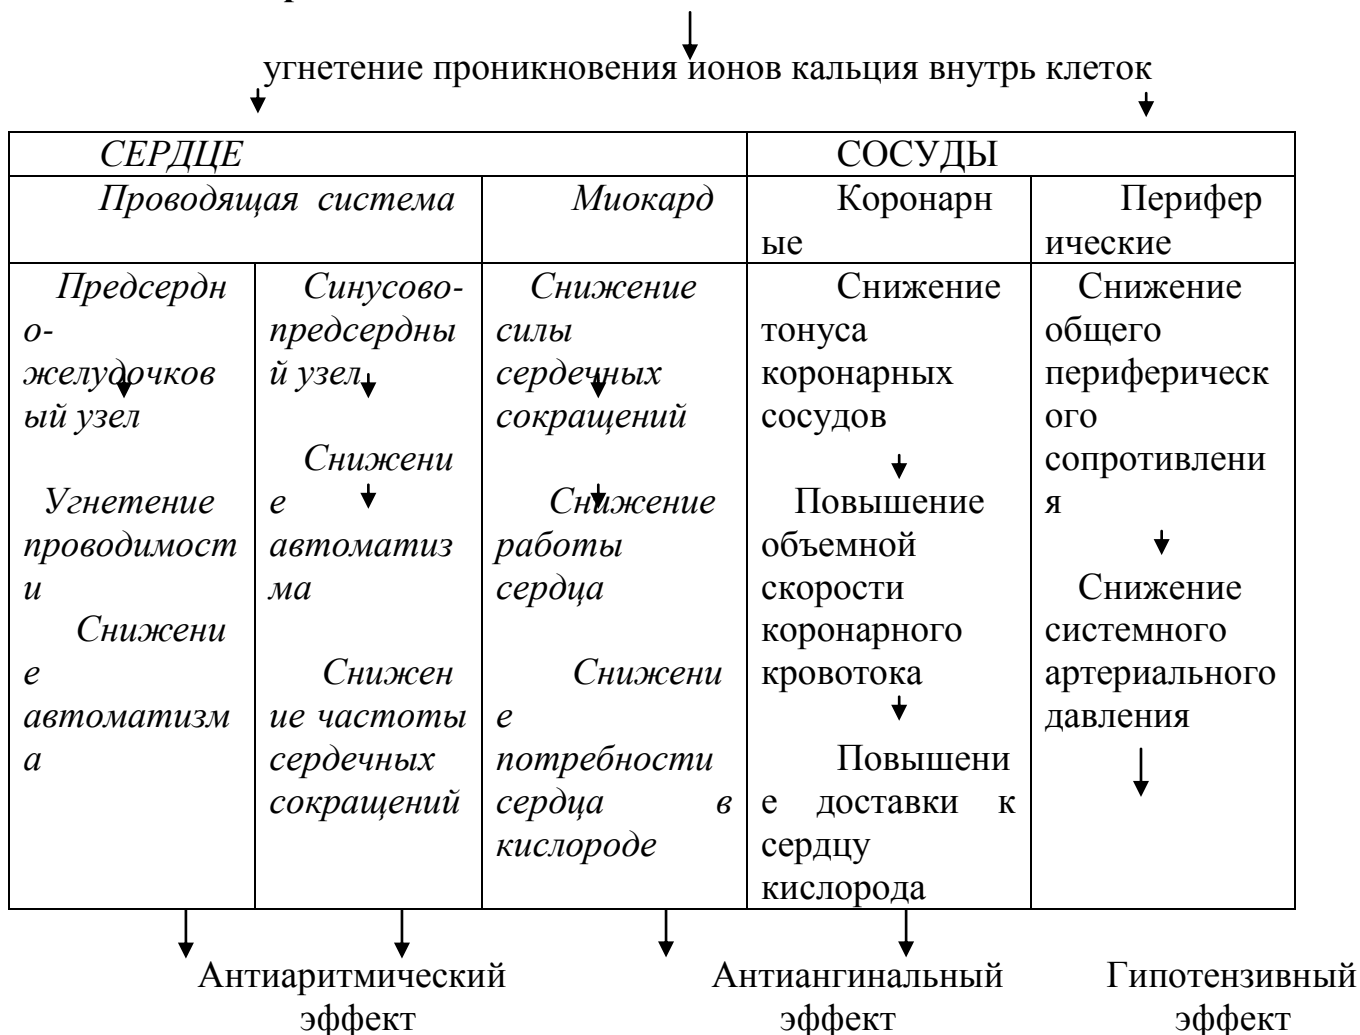 угнетение проникновения ионов кальция внутрь клеток
СЕРДЦЕ
СОСУДЫ
Проводящая система
Миокард
Коронарн
ые
Перифер
ические
Предсердн
о-
желудочков
ый узел
Угнетение
проводимост
и
Снижени
е
автоматизм
а
Синусово-
предсердны
й узел
Снижени
е
автоматиз
ма
Снижен
ие частоты
сердечных
сокращений
Снижение
силы
сердечных
сокращений
Снижение
работы
сердца
Снижени
е
потребности
сердца в
кислороде
Снижение
тонуса
коронарных
сосудов
Повышение
объемной
скорости
коронарного
кровотока
Повышени
е доставки к
сердцу
кислорода
Снижение
общего
периферическ
ого
сопротивлени
я
Снижение
системного
артериального
давления
Антиаритмический
эффект
Антиангинальный
эффект
Гипотензивный
эффект